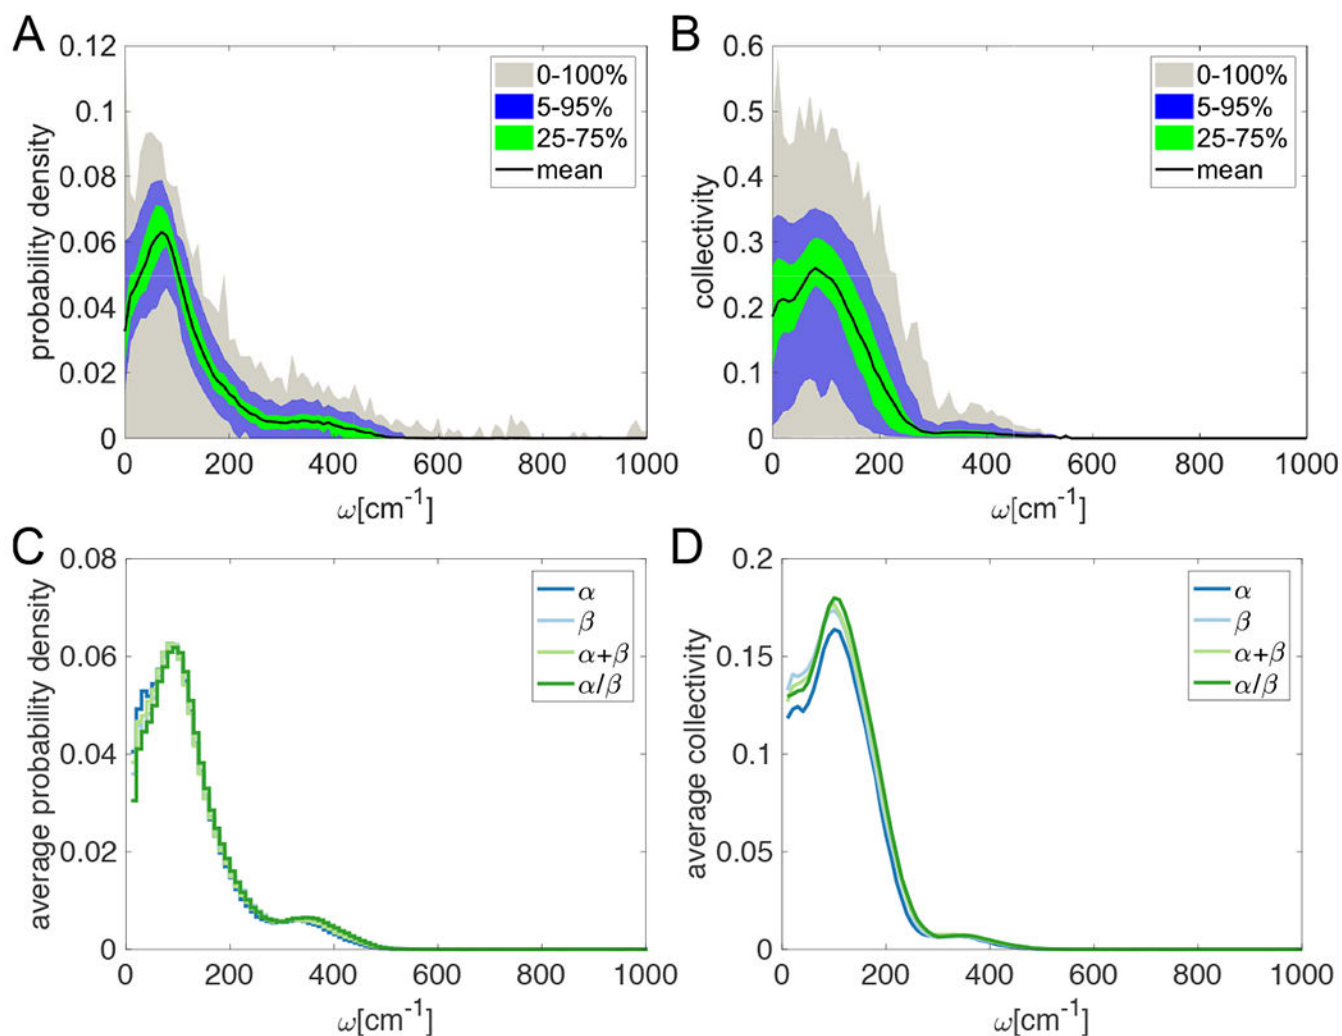 A
probability density
0.12
0.1
0.08
0.06
0.04
0.02
0
0 200 400 600 800 1000
ω[cm⁻¹]
0-100%
5-95%
25-75%
mean
B
collectivity
0.6
0.5
0.4
0.3
0.2
0.1
0
0 200 400 600 800 1000
ω[cm⁻¹]
0-100%
5-95%
25-75%
mean
C
average probability density
0.08
0.06
0.04
0.02
0
0 200 400 600 800 1000
ω[cm⁻¹]
α
β
α+β
α/β
D
average collectivity
0.2
0.15
0.1
0.05
0
0 200 400 600 800 1000
ω[cm⁻¹]
α
β
α+β
α/β